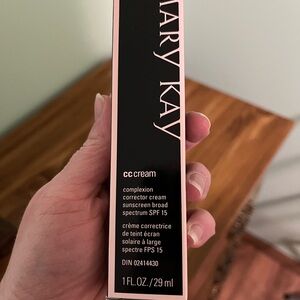 MARY KAY
cc cream
complexion
corrector cream
sunscreen broad
spectrum SPF 15
crème correctrice
de teint écran
solaire à large
spectre FPS 15
DIN 02414430
1 FL. OZ. / 29 ml